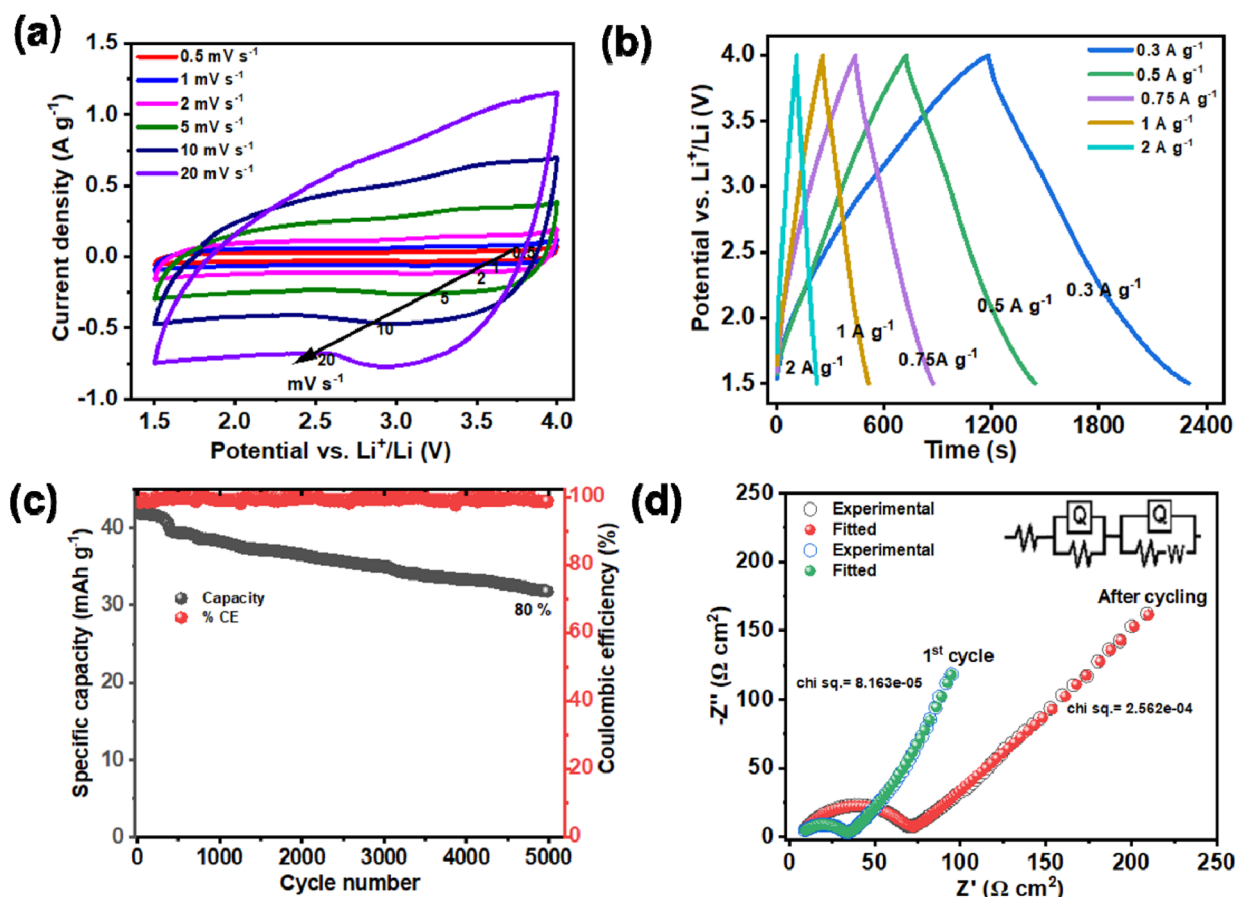 (a)
Current density (A g⁻¹)
1.5
1.0
0.5
0.0
-0.5
-1.0
0.5 mV s⁻¹
1 mV s⁻¹
2 mV s⁻¹
5 mV s⁻¹
10 mV s⁻¹
20 mV s⁻¹
0.5
1
2
5
10
20
mV s⁻¹
1.5 2.0 2.5 3.0 3.5 4.0
Potential vs. Li⁺/Li (V)
(b)
Potential vs. Li⁺/Li (V)
4.0
3.5
3.0
2.5
2.0
1.5
0.3 A g⁻¹
0.5 A g⁻¹
0.75 A g⁻¹
1 A g⁻¹
2 A g⁻¹
0.3 A g⁻¹
0.5 A g⁻¹
1 A g⁻¹
0.75A g⁻¹
2 A g⁻¹
0 600 1200 1800 2400
Time (s)
(c)
Specific capacity (mAh g⁻¹)
40
30
20
10
0
Capacity
% CE
80 %
100
80
60
40
20
0
Coulombic efficiency (%)
0 1000 2000 3000 4000 5000
Cycle number
(d)
-Z'' (Ω cm²)
250
200
150
100
50
0
Experimental
Fitted
Experimental
Fitted
Q
Q
W
After cycling
1ˢᵗ cycle
chi sq.= 8.163e-05
chi sq.= 2.562e-04
0 50 100 150 200 250
Z' (Ω cm²)